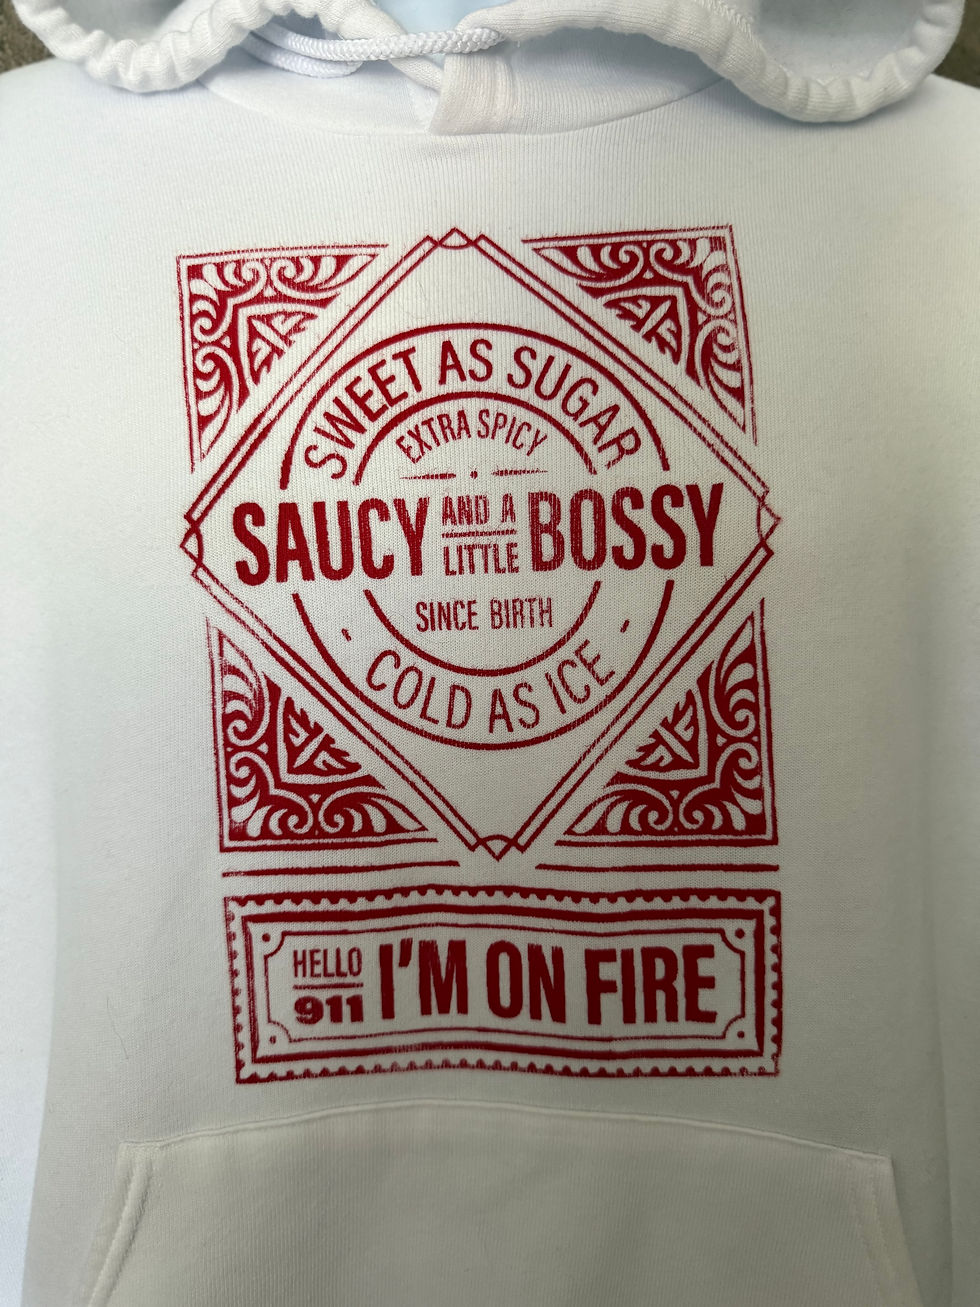 SWEET AS SUGAR
EXTRA SPICY
SAUCY AND A LITTLE BOSSY
SINCE BIRTH
COLD AS ICE
HELLO 911 I'M ON FIRE